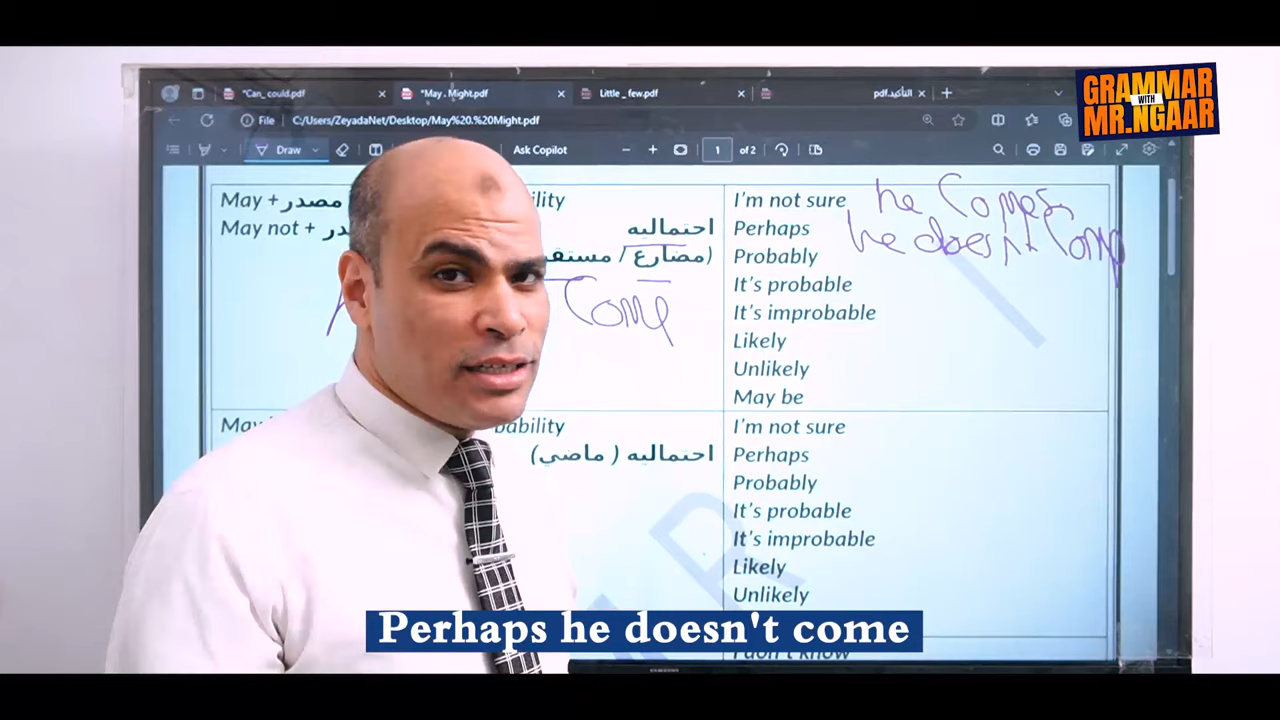 GRAMMAR
WITH
MR.NGAAR
*Can_ could.pdf
*May . Might.pdf
Little _ few.pdf
التأكيد.pdf
File
C:/Users/ZeyadaNet/Desktop/May%20.%20Might.pdf
Draw
Ask Copilot
1
of 2
May + مصدر
May not +
احتماليه
(مضارع /
come
I'm not sure he comes
Perhaps he doesn't come
Probably
It's probable
It's improbable
Likely
Unlikely
May be
احتماليه ( ماضي)
I'm not sure
Perhaps
Probably
It's probable
It's improbable
Likely
Unlikely
I don't know
Perhaps he doesn't come